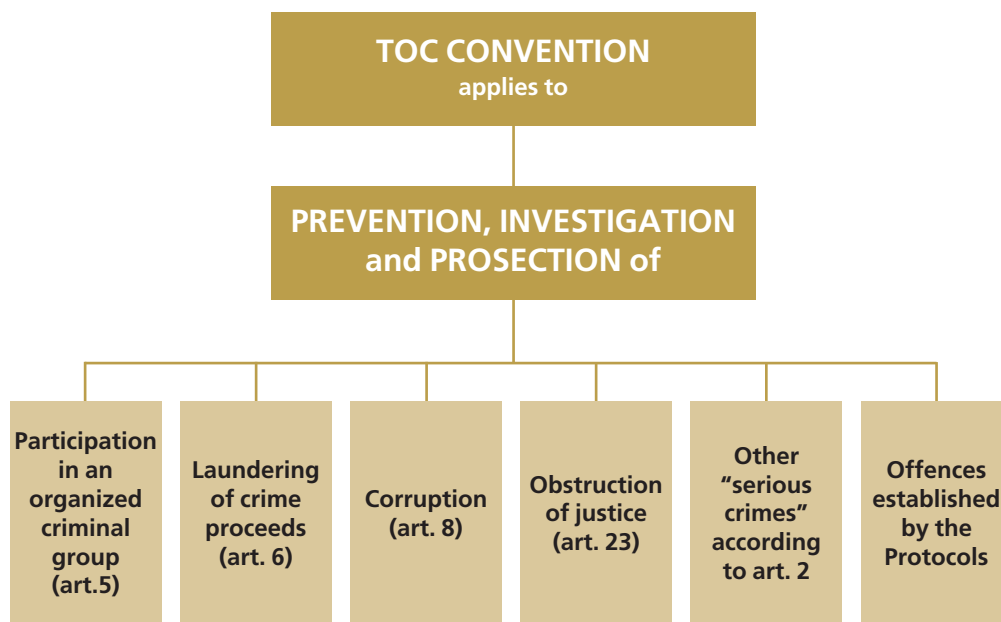 TOC CONVENTION
applies to
PREVENTION, INVESTIGATION
and PROSECTION of
Participation
in an
organized
criminal
group
(art.5)
Laundering
of crime
proceeds
(art. 6)
Corruption
(art. 8)
Obstruction
of justice
(art. 23)
Other
“serious
crimes”
according
to art. 2
Offences
established
by the
Protocols